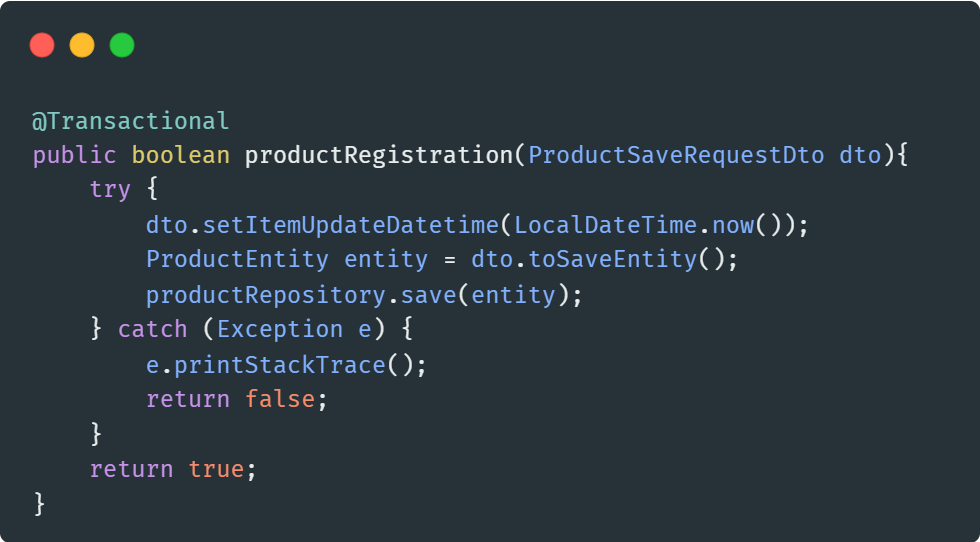 @Transactional
public boolean productRegistration(ProductSaveRequestDto dto){
    try {
        dto.setItemUpdateDatetime(LocalDateTime.now());
        ProductEntity entity = dto.toSaveEntity();
        productRepository.save(entity);
    } catch (Exception e) {
        e.printStackTrace();
        return false;
    }
    return true;
}